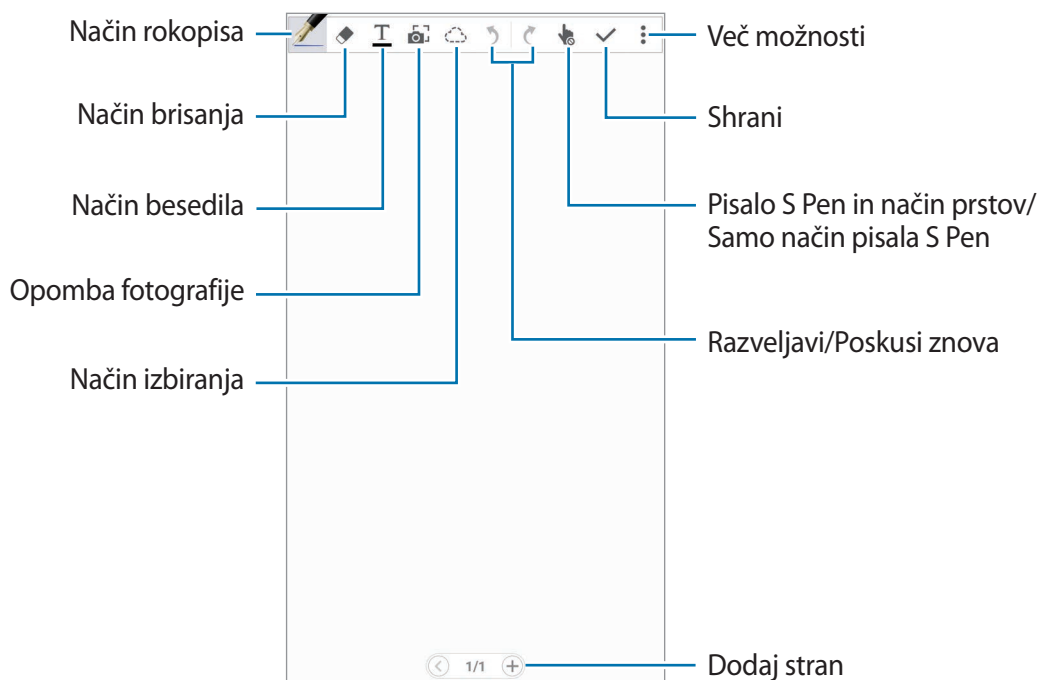 Način rokopisa
Način brisanja
Način besedila
Opomba fotografije
Način izbiranja
T
Več možnosti
Shrani
Pisalo S Pen in način prstov/
Samo način pisala S Pen
Razveljavi/Poskusi znova
1/1
Dodaj stran